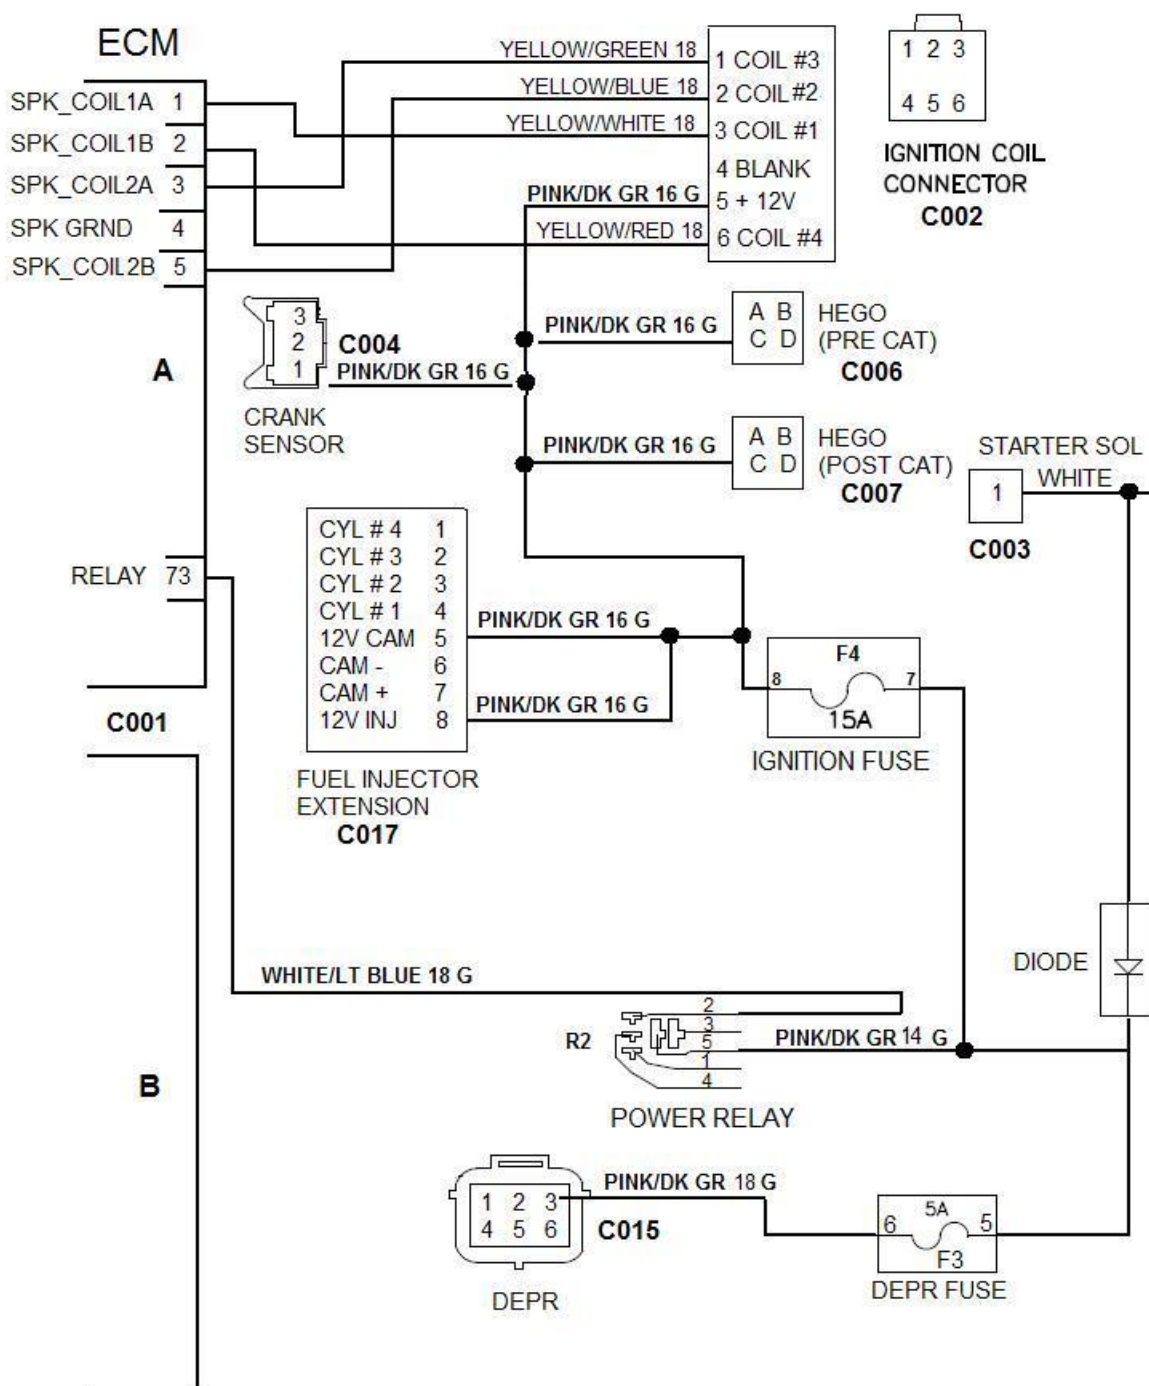 ECM
SPK_COIL1A 1
SPK_COIL1B 2
SPK_COIL2A 3
SPK GRND 4
SPK_COIL2B 5
A
RELAY 73
C001
B
YELLOW/GREEN 18
YELLOW/BLUE 18
YELLOW/WHITE 18
PINK/DK GR 16 G
YELLOW/RED 18
1 COIL #3
2 COIL #2
3 COIL #1
4 BLANK
5 + 12V
6 COIL #4
1 2 3
4 5 6
IGNITION COIL
CONNECTOR
C002
3
2
1
C004
PINK/DK GR 16 G
CRANK
SENSOR
PINK/DK GR 16 G
A B
C D
HEGO
(PRE CAT)
C006
PINK/DK GR 16 G
A B
C D
HEGO
(POST CAT)
C007
STARTER SOL
WHITE
1
C003
CYL # 4 1
CYL # 3 2
CYL # 2 3
CYL # 1 4
12V CAM 5
CAM - 6
CAM + 7
12V INJ 8
PINK/DK GR 16 G
PINK/DK GR 16 G
FUEL INJECTOR
EXTENSION
C017
F4
8 7
15A
IGNITION FUSE
DIODE
WHITE/LT BLUE 18 G
R2
2
3
5
1
4
PINK/DK GR 14 G
POWER RELAY
1 2 3
4 5 6
PINK/DK GR 18 G
C015
DEPR
5A
6 5
F3
DEPR FUSE